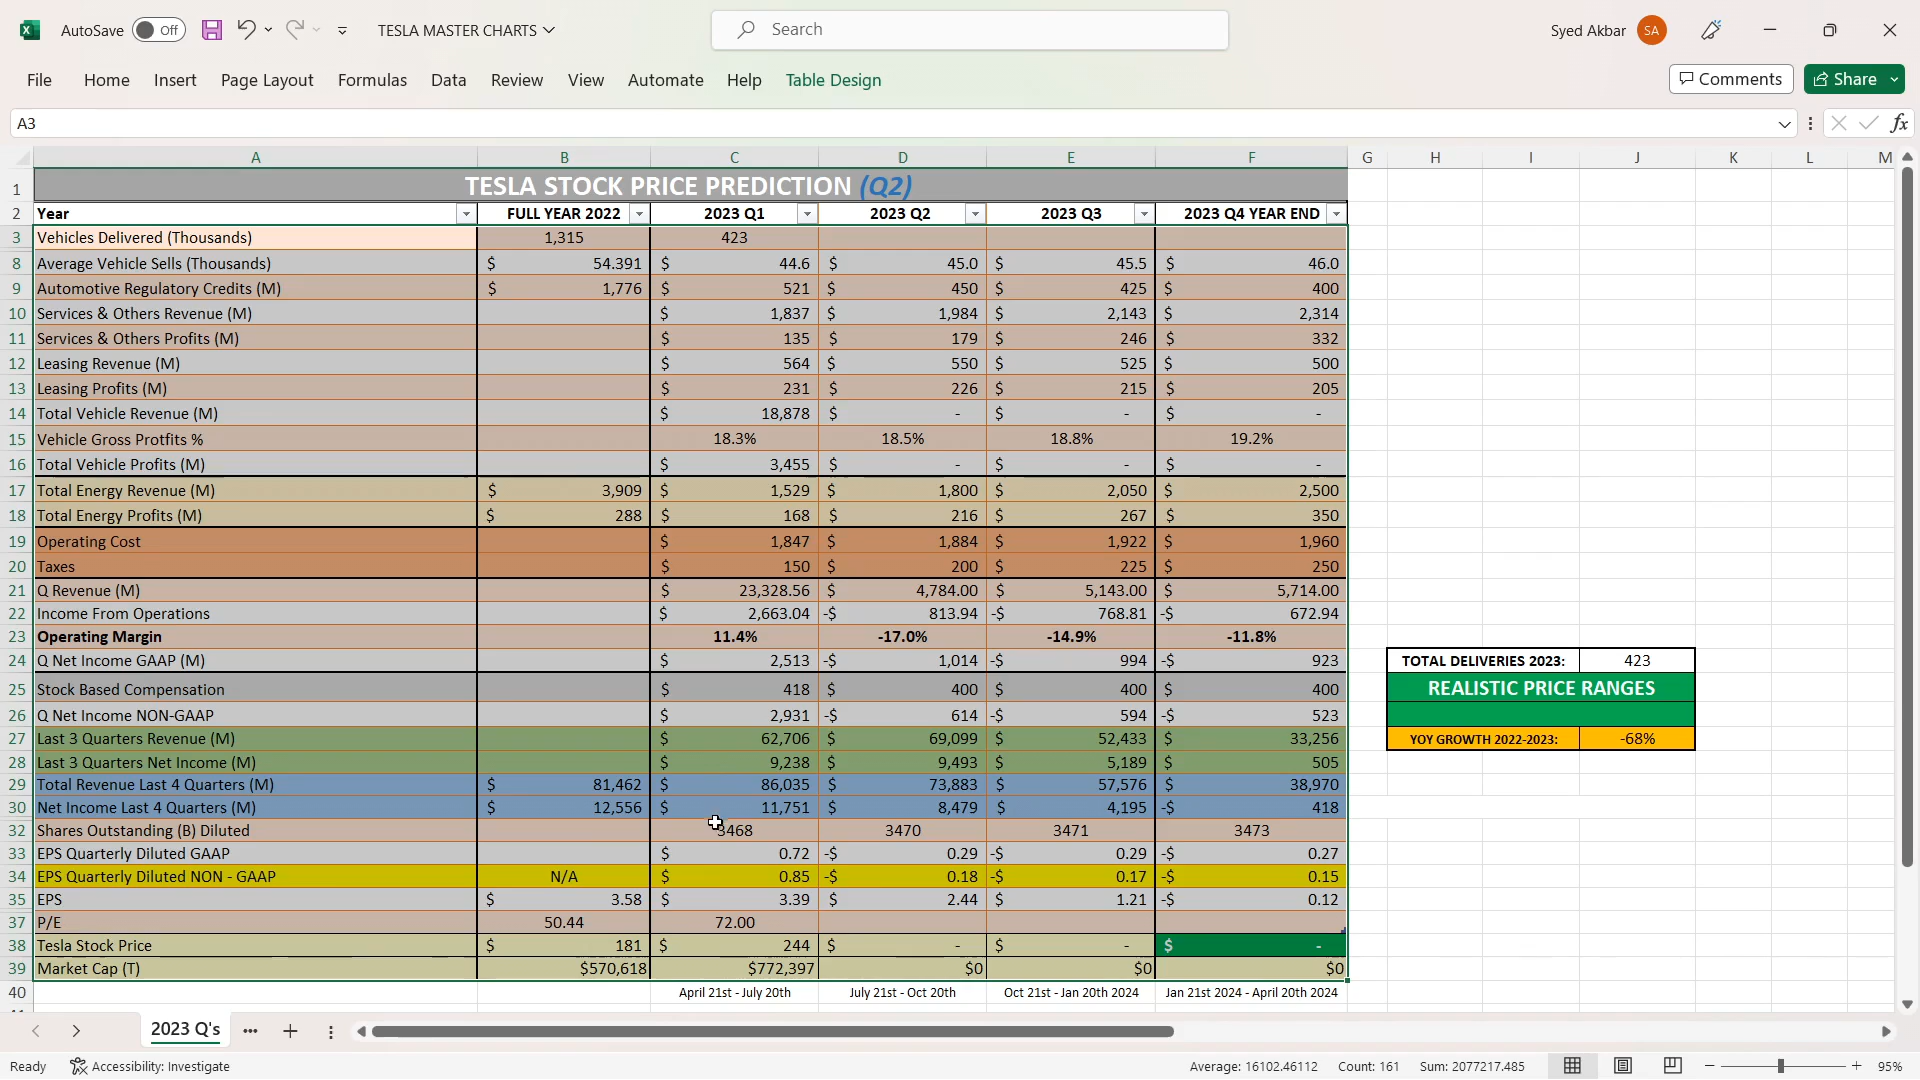 AutoSave Off TESLA MASTER CHARTS Search Syed Akbar SA
File Home Insert Page Layout Formulas Data Review View Automate Help Table Design Comments Share
A3 fx
A B C D E F G H I J K L M
1 TESLA STOCK PRICE PREDICTION (Q2)
2 Year FULL YEAR 2022 2023 Q1 2023 Q2 2023 Q3 2023 Q4 YEAR END
3 Vehicles Delivered (Thousands) 1,315 423
8 Average Vehicle Sells (Thousands) $ 54.391 $ 44.6 $ 45.0 $ 45.5 $ 46.0
9 Automotive Regulatory Credits (M) $ 1,776 $ 521 $ 450 $ 425 $ 400
10 Services & Others Revenue (M) $ 1,837 $ 1,984 $ 2,143 $ 2,314
11 Services & Others Profits (M) $ 135 $ 179 $ 246 $ 332
12 Leasing Revenue (M) $ 564 $ 550 $ 525 $ 500
13 Leasing Profits (M) $ 231 $ 226 $ 215 $ 205
14 Total Vehicle Revenue (M) $ 18,878 $ - $ - $ -
15 Vehicle Gross Protfits % 18.3% 18.5% 18.8% 19.2%
16 Total Vehicle Profits (M) $ 3,455 $ - $ - $ -
17 Total Energy Revenue (M) $ 3,909 $ 1,529 $ 1,800 $ 2,050 $ 2,500
18 Total Energy Profits (M) $ 288 $ 168 $ 216 $ 267 $ 350
19 Operating Cost $ 1,847 $ 1,884 $ 1,922 $ 1,960
20 Taxes $ 150 $ 200 $ 225 $ 250
21 Q Revenue (M) $ 23,328.56 $ 4,784.00 $ 5,143.00 $ 5,714.00
22 Income From Operations $ 2,663.04 -$ 813.94 -$ 768.81 -$ 672.94
23 Operating Margin 11.4% -17.0% -14.9% -11.8%
24 Q Net Income GAAP (M) $ 2,513 -$ 1,014 -$ 994 -$ 923 TOTAL DELIVERIES 2023: 423
25 Stock Based Compensation $ 418 $ 400 $ 400 $ 400 REALISTIC PRICE RANGES
26 Q Net Income NON-GAAP $ 2,931 -$ 614 -$ 594 -$ 523
27 Last 3 Quarters Revenue (M) $ 62,706 $ 69,099 $ 52,433 $ 33,256 YOY GROWTH 2022-2023: -68%
28 Last 3 Quarters Net Income (M) $ 9,238 $ 9,493 $ 5,189 $ 505
29 Total Revenue Last 4 Quarters (M) $ 81,462 $ 86,035 $ 73,883 $ 57,576 $ 38,970
30 Net Income Last 4 Quarters (M) $ 12,556 $ 11,751 $ 8,479 $ 4,195 -$ 418
32 Shares Outstanding (B) Diluted 3468 3470 3471 3473
33 EPS Quarterly Diluted GAAP $ 0.72 -$ 0.29 -$ 0.29 -$ 0.27
34 EPS Quarterly Diluted NON - GAAP N/A $ 0.85 -$ 0.18 -$ 0.17 -$ 0.15
35 EPS $ 3.58 $ 3.39 $ 2.44 $ 1.21 -$ 0.12
37 P/E 50.44 72.00
38 Tesla Stock Price $ 181 $ 244 $ - $ - $ -
39 Market Cap (T) $570,618 $772,397 $0 $0 $0
40 April 21st - July 20th July 21st - Oct 20th Oct 21st - Jan 20th 2024 Jan 21st 2024 - April 20th 2024
2023 Q's
Ready Accessibility: Investigate Average: 16102.46112 Count: 161 Sum: 2077217.485 95%